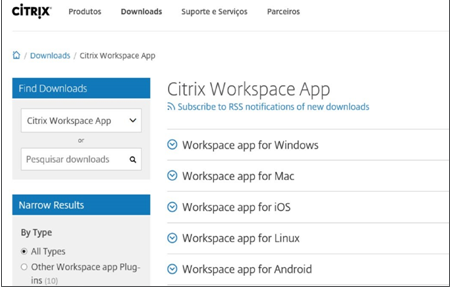 CİTRIX Produtos Downloads Suporte e Serviços Parceiros
/ Downloads / Citrix Workspace App
Find Downloads
Citrix Workspace App
or
Pesquisar downloads
Narrow Results
By Type
All Types
Other Workspace app Plug-
ins (10)
Citrix Workspace App
Subscribe to RSS notifications of new downloads
Workspace app for Windows
Workspace app for Mac
Workspace app for iOS
Workspace app for Linux
Workspace app for Android